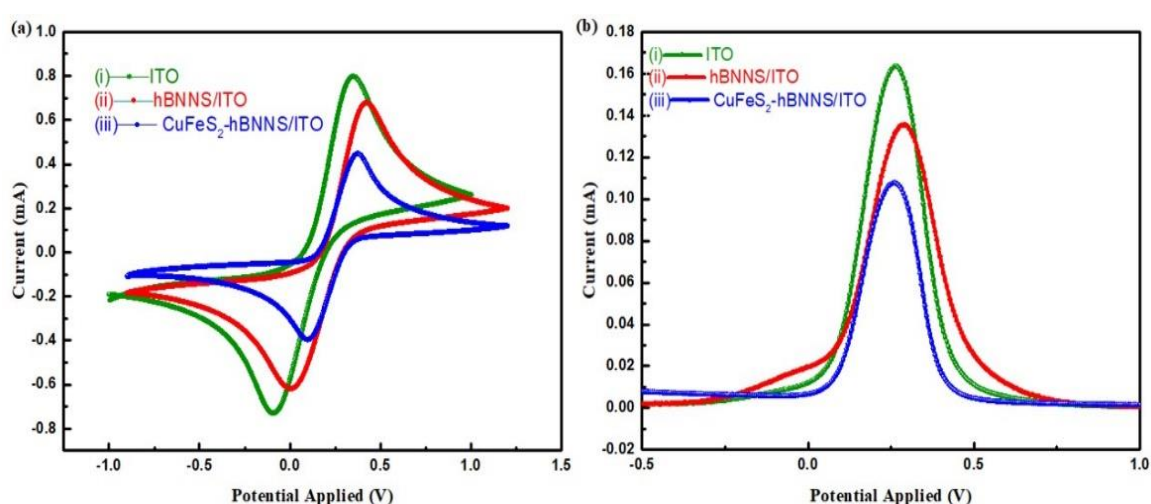 (a)
(i) ITO
(ii) hBNNS/ITO
(iii) CuFeS₂-hBNNS/ITO
Current (mA)
1.0
0.8
0.6
0.4
0.2
0.0
-0.2
-0.4
-0.6
-0.8
-1.0 -0.5 0.0 0.5 1.0 1.5
Potential Applied (V)
(b)
(i) ITO
(ii) hBNNS/ITO
(iii) CuFeS₂-hBNNS/ITO
Current (mA)
0.18
0.16
0.14
0.12
0.10
0.08
0.06
0.04
0.02
0.00
-0.02
-0.5 0.0 0.5 1.0
Potential Applied (V)